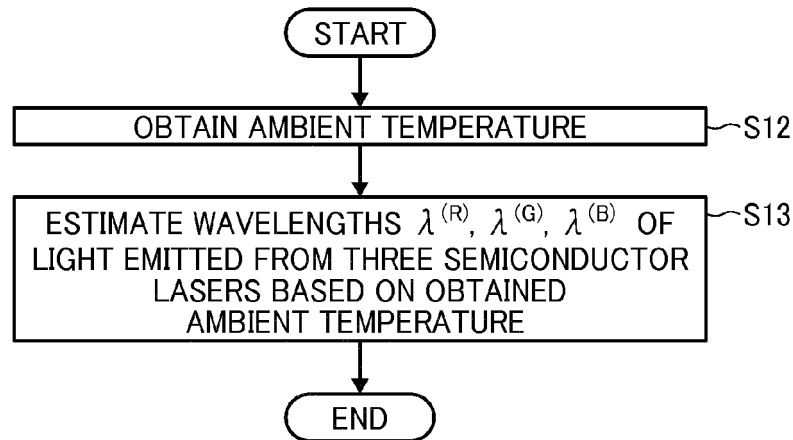 START
OBTAIN AMBIENT TEMPERATURE
S12
ESTIMATE WAVELENGTHS λ(R), λ(G), λ(B) OF
LIGHT EMITTED FROM THREE SEMICONDUCTOR
LASERS BASED ON OBTAINED
AMBIENT TEMPERATURE
S13
END